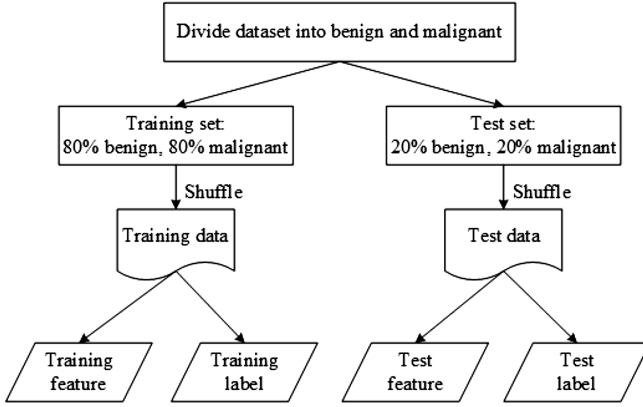 Divide dataset into benign and malignant
Training set:
80% benign, 80% malignant
Test set:
20% benign, 20% malignant
Shuffle
Shuffle
Training data
Test data
Training
feature
Training
label
Test
feature
Test
label